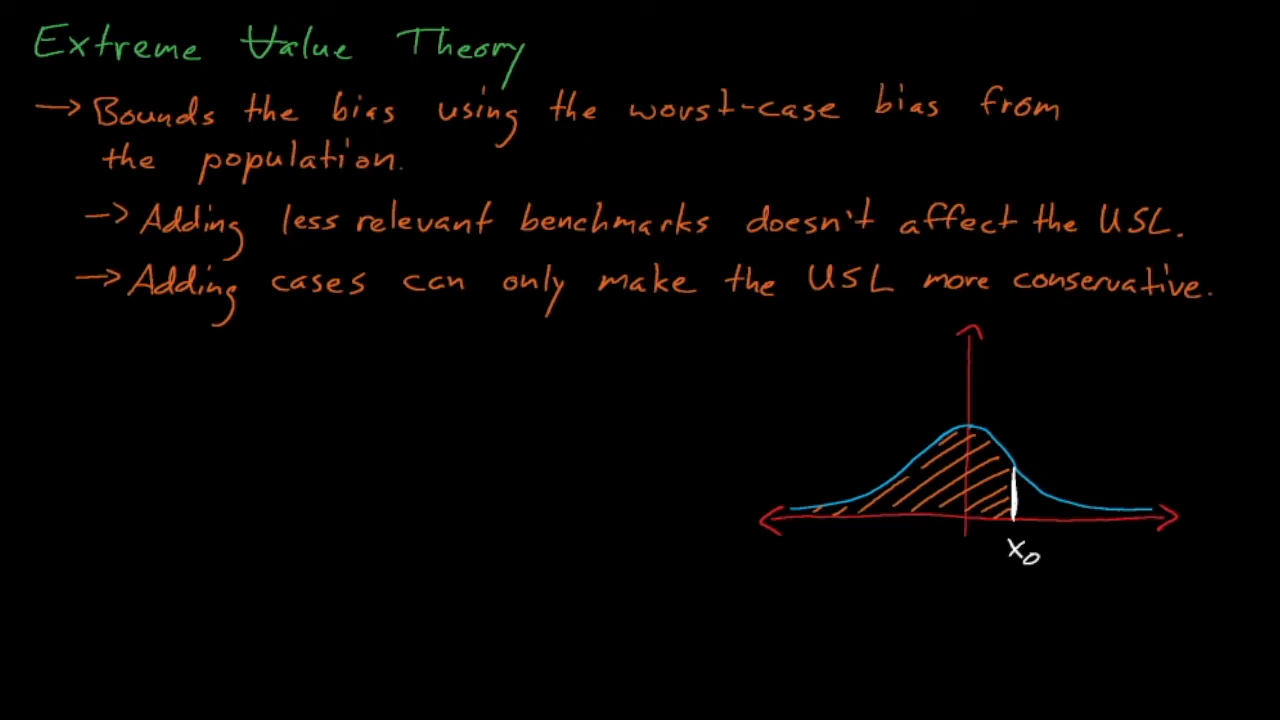 Extreme Value Theory
→ Bounds the bias using the worst-case bias from
the population.
→ Adding less relevant benchmarks doesn't affect the USL.
→ Adding cases can only make the USL more conservative.
x₀